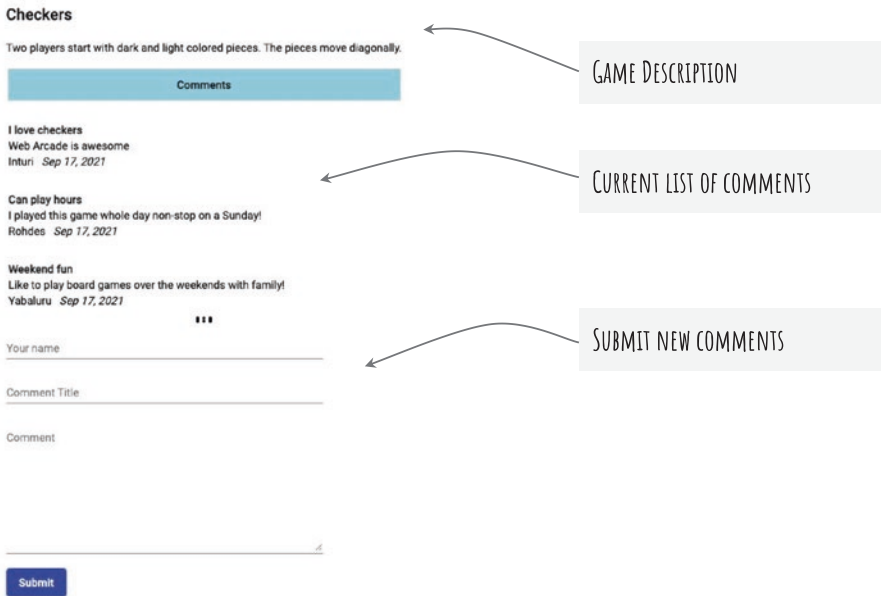 Checkers
Two players start with dark and light colored pieces. The pieces move diagonally.
GAME DESCRIPTION
Comments
I love checkers
Web Arcade is awesome
Inturi Sep 17, 2021
CURRENT LIST OF COMMENTS
Can play hours
I played this game whole day non-stop on a Sunday!
Rohdes Sep 17, 2021
Weekend fun
Like to play board games over the weekends with family!
Yabaluru Sep 17, 2021
SUBMIT NEW COMMENTS
Your name
Comment Title
Comment
Submit